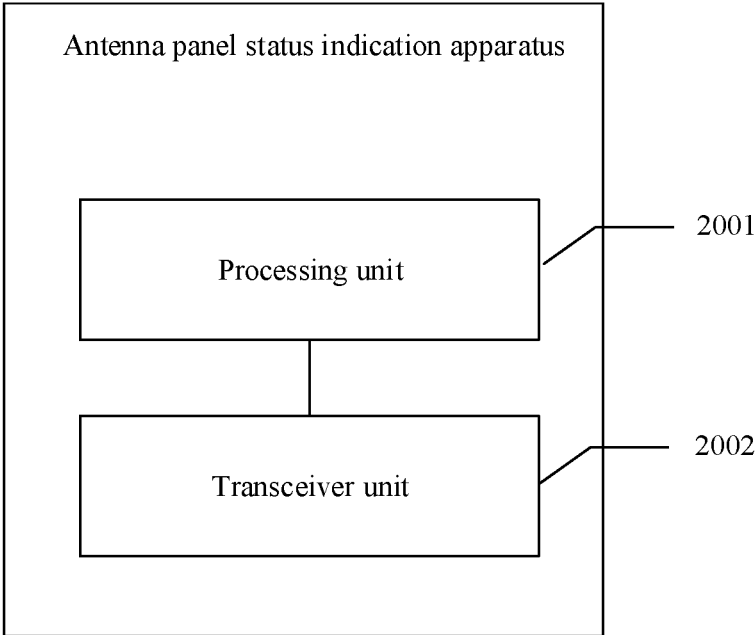 Antenna panel status indication apparatus
Processing unit
2001
Transceiver unit
2002